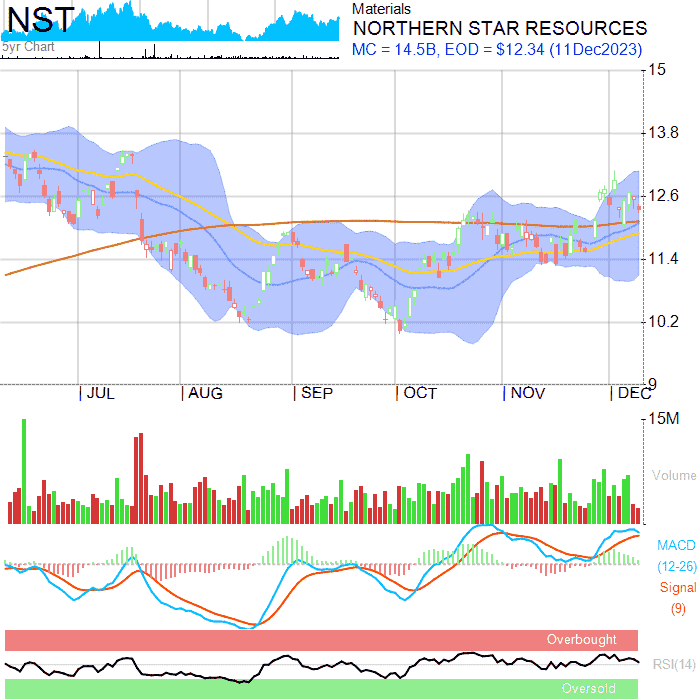 NST
Materials
NORTHERN STAR RESOURCES
MC = 14.5B, EOD = $12.34 (11Dec2023)
5yr Chart
15
13.8
12.6
11.4
10.2
9
JUL
AUG
SEP
OCT
NOV
DEC
15M
Volume
MACD
(12-26)
Signal
(9)
Overbought
RSI(14)
Oversold